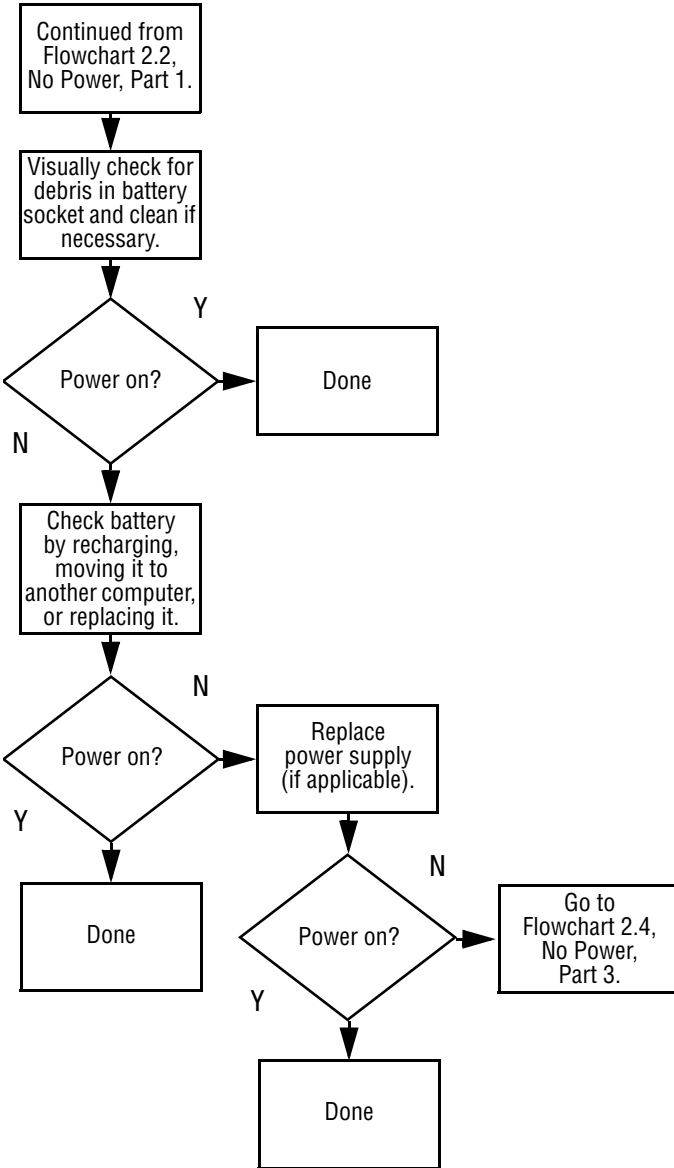 Continued from
Flowchart 2.2,
No Power, Part 1.
Visually check for
debris in battery
socket and clean if
necessary.
Y
Power on?
Done
N
Check battery
by recharging,
moving it to
another computer,
or replacing it.
N
Power on?
Replace
power supply
(if applicable).
Y
Done
N
Power on?
Go to
Flowchart 2.4,
No Power,
Part 3.
Y
Done